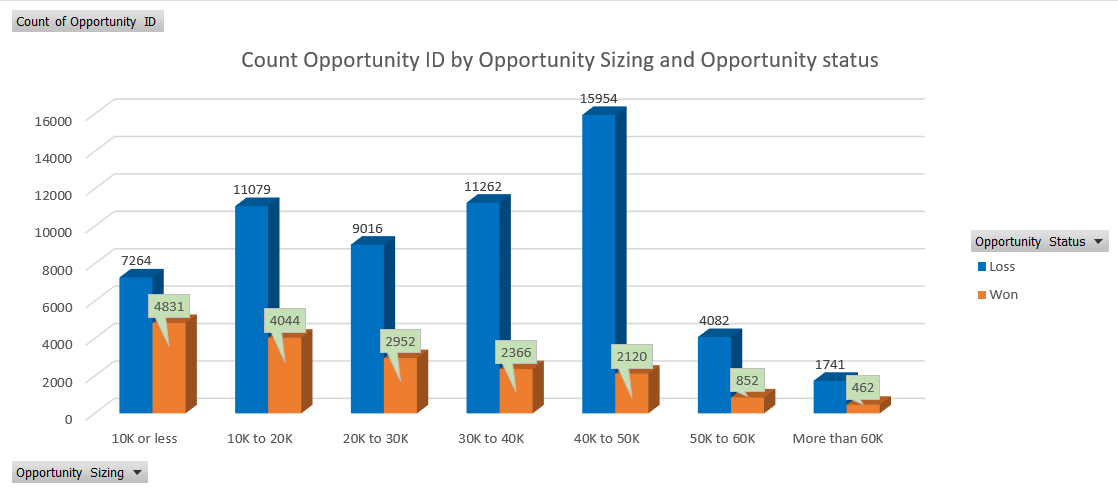 Count of Opportunity ID
Count Opportunity ID by Opportunity Sizing and Opportunity status
16000
14000
12000
10000
8000
6000
4000
2000
0
7264
4831
11079
4044
9016
2952
11262
2366
15954
2120
4082
852
1741
462
10K or less
10K to 20K
20K to 30K
30K to 40K
40K to 50K
50K to 60K
More than 60K
Opportunity Status
Loss
Won
Opportunity Sizing